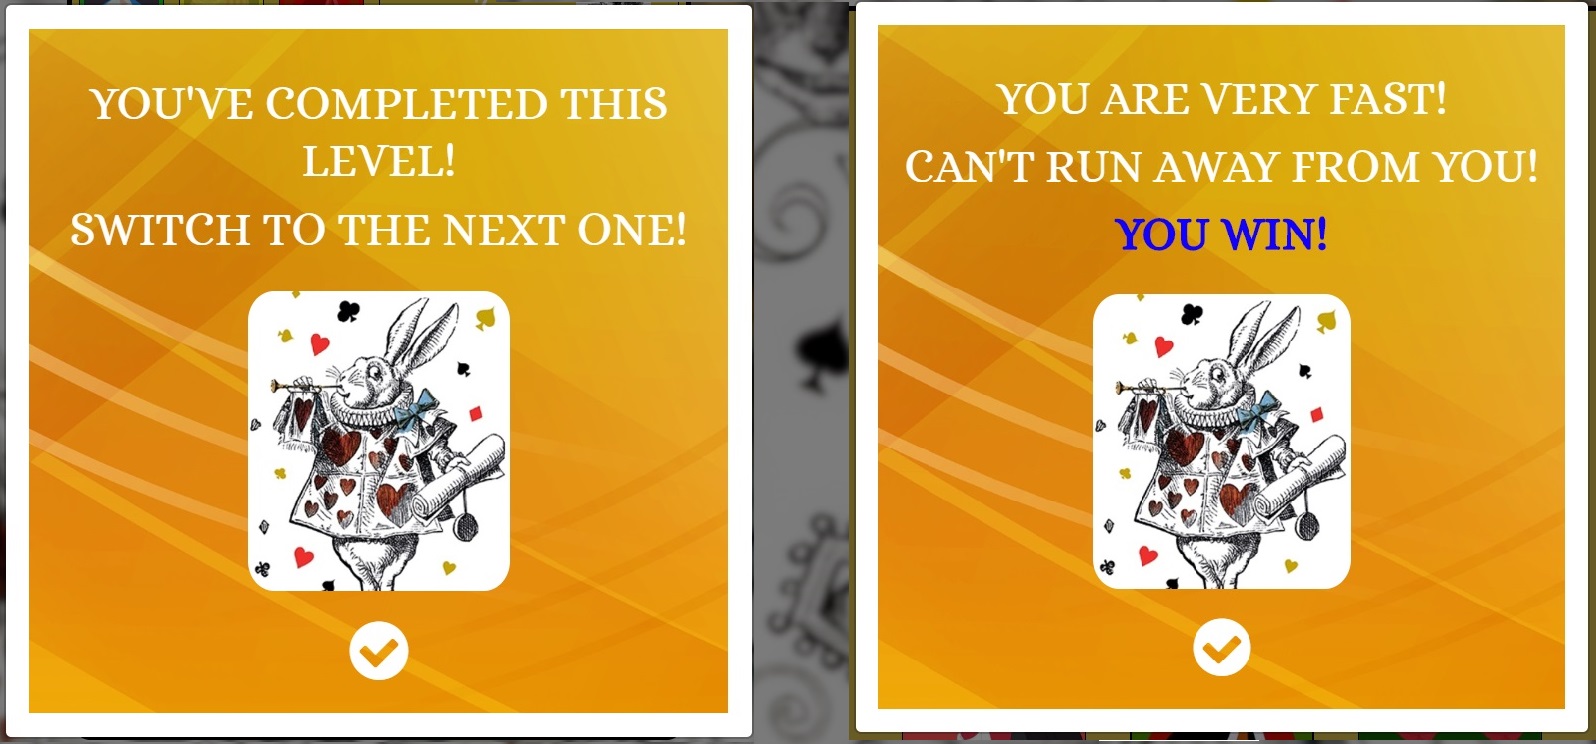 YOU'VE COMPLETED THIS
LEVEL!
SWITCH TO THE NEXT ONE!
YOU ARE VERY FAST!
CAN'T RUN AWAY FROM YOU!
YOU WIN!